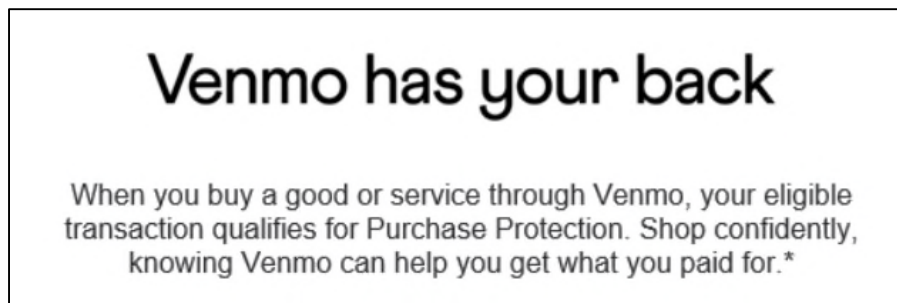 Venmo has your back
When you buy a good or service through Venmo, your eligible
transaction qualifies for Purchase Protection. Shop confidently,
knowing Venmo can help you get what you paid for.*